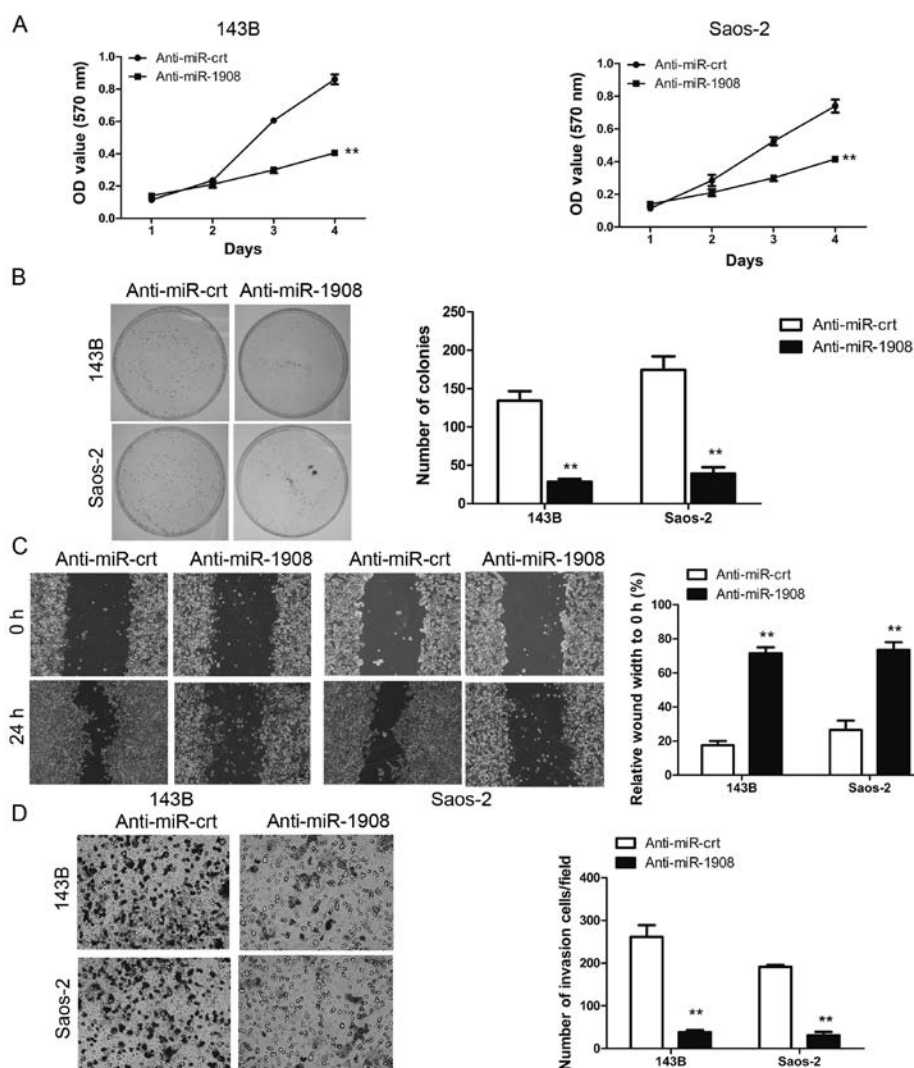 A
143B
Saos-2
Anti-miR-crt
Anti-miR-1908
OD value (570 nm)
1.0
0.8
0.6
0.4
0.2
0.0
**
1 2 3 4
Days
Anti-miR-crt
Anti-miR-1908
OD value (570 nm)
1.0
0.8
0.6
0.4
0.2
0.0
**
1 2 3 4
Days
B
Anti-miR-crt Anti-miR-1908
143B
Saos-2
Number of colonies
250
200
150
100
50
0
** **
143B Saos-2
Anti-miR-crt
Anti-miR-1908
C
Anti-miR-crt Anti-miR-1908 Anti-miR-crt Anti-miR-1908
0 h
24 h
143B Saos-2
Anti-miR-crt
Anti-miR-1908
Relative wound width to 0 h (%)
100
80
60
40
20
0
** **
143B Saos-2
D
Anti-miR-crt Anti-miR-1908
143B
Saos-2
Anti-miR-crt
Anti-miR-1908
Number of invasion cells/field
400
300
200
100
0
** **
143B Saos-2